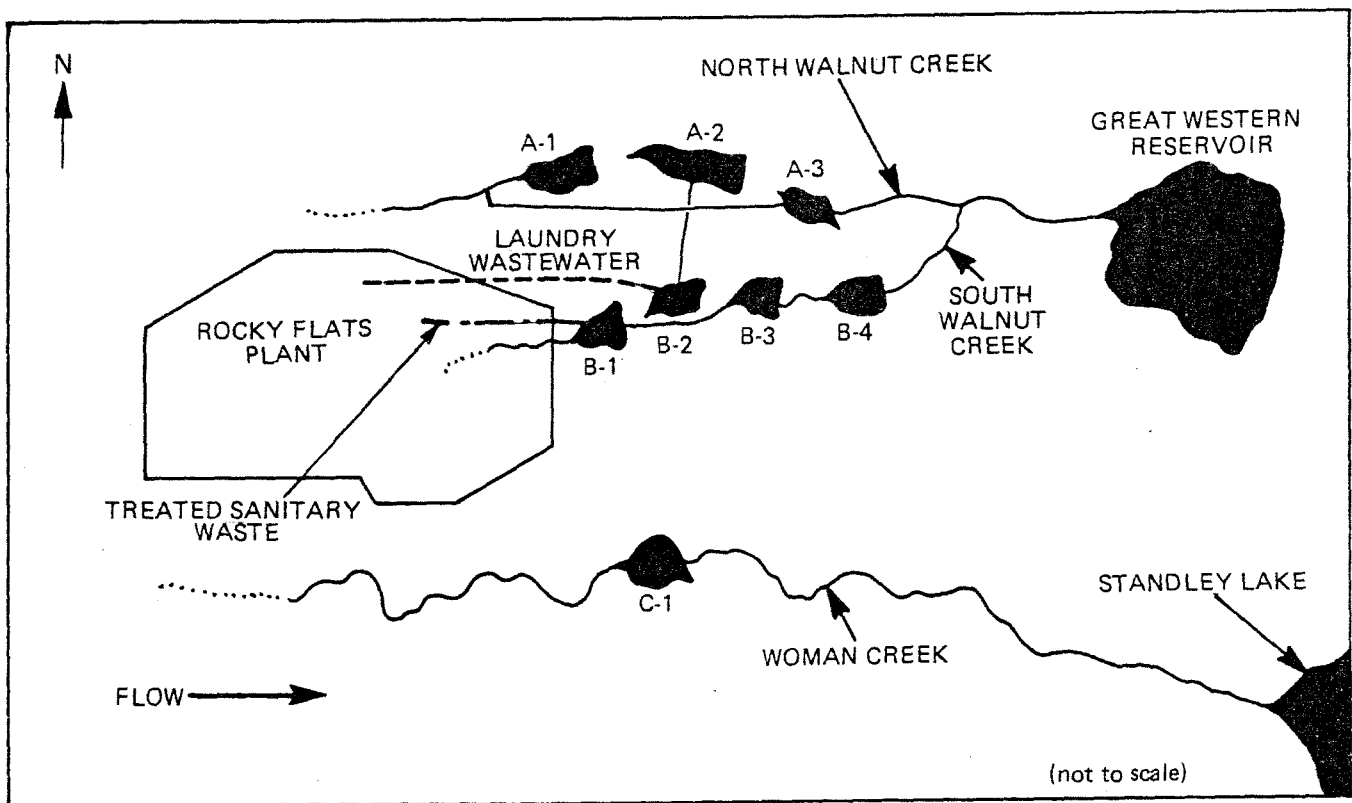 N
NORTH WALNUT CREEK
GREAT WESTERN
RESERVOIR
A-1
A-2
A-3
LAUNDRY
WASTEWATER
ROCKY FLATS
PLANT
B-1
B-2
B-3
B-4
SOUTH
WALNUT
CREEK
TREATED SANITARY
WASTE
C-1
WOMAN CREEK
STANDLEY LAKE
FLOW
(not to scale)